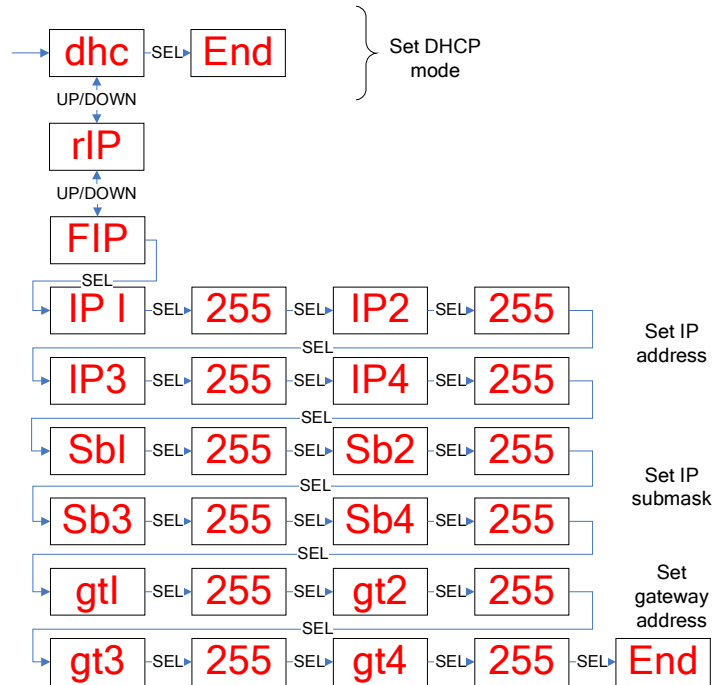 dhc SEL End
Set DHCP
mode
UP/DOWN
rIP
UP/DOWN
FIP
SEL
IP I SEL 255 SEL IP2 SEL 255
Set IP
address
SEL
IP3 SEL 255 SEL IP4 SEL 255
SEL
SbI SEL 255 SEL Sb2 SEL 255
Set IP
submask
SEL
Sb3 SEL 255 SEL Sb4 SEL 255
SEL
gtI SEL 255 SEL gt2 SEL 255
Set
gateway
address
SEL
gt3 SEL 255 SEL gt4 SEL 255 SEL End